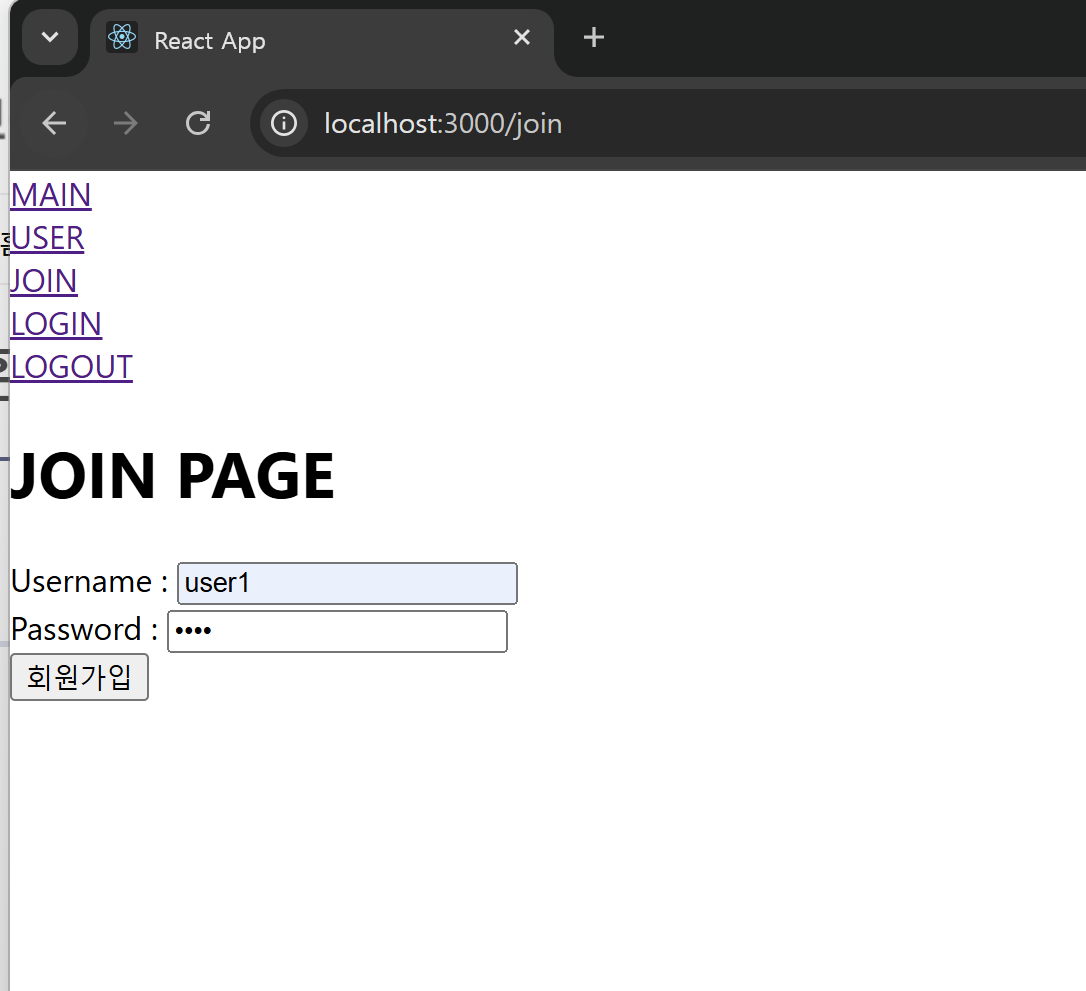 React App
localhost:3000/join
MAIN
USER
JOIN
LOGIN
LOGOUT
JOIN PAGE
Username : user1
Password : ••••
회원가입